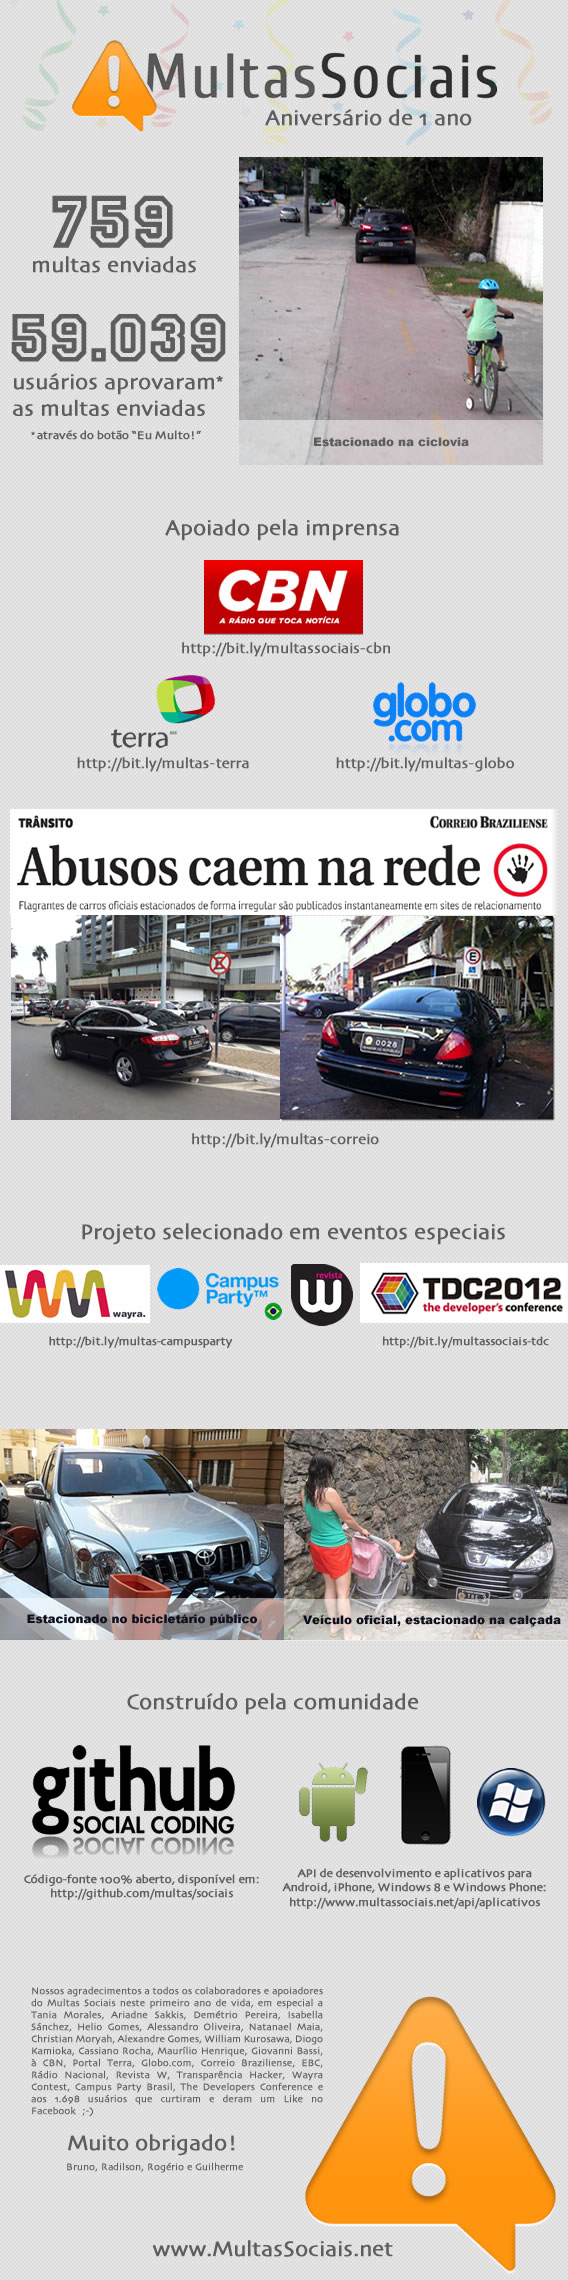 MultasSociais
Aniversário de 1 ano
759
multas enviadas
59.039
usuários aprovaram*
as multas enviadas
*através do botão “Eu Multo!”
Estacionado na ciclovia
Apoiado pela imprensa
CBN
A RÁDIO QUE TOCA NOTÍCIA
http://bit.ly/multassociais-cbn
terra
http://bit.ly/multas-terra
globo
.com
http://bit.ly/multas-globo
TRÂNSITO
CORREIO BRAZILIENSE
Abusos caem na rede
Flagrantes de carros oficiais estacionados de forma irregular são publicados instantaneamente em sites de relacionamento
E
0028
http://bit.ly/multas-correio
Projeto selecionado em eventos especiais
wayra.
Campus
Party™
revista
W
TDC2012
the developer's conference
http://bit.ly/multas-campusparty
http://bit.ly/multassociais-tdc
Estacionado no bicicletário público
Veículo oficial, estacionado na calçada
Construído pela comunidade
github
SOCIAL CODING
Código-fonte 100% aberto, disponível em:
http://github.com/multas/sociais
API de desenvolvimento e aplicativos para
Android, iPhone, Windows 8 e Windows Phone:
http://www.multassociais.net/api/aplicativos
Nossos agradecimentos a todos os colaboradores e apoiadores
do Multas Sociais neste primeiro ano de vida, em especial a
Tania Morales, Ariadne Sakkis, Demétrio Pereira, Isabella
Sánchez, Helio Gomes, Alessandro Oliveira, Natanael Maia,
Christian Moryah, Alexandre Gomes, William Kurosawa, Diogo
Kamioka, Cassiano Rocha, Maurílio Henrique, Giovanni Bassi,
à CBN, Portal Terra, Globo.com, Correio Braziliense, EBC,
Rádio Nacional, Revista W, Transparência Hacker, Wayra
Contest, Campus Party Brasil, The Developers Conference e
aos 1.698 usuários que curtiram e deram um Like no
Facebook ;-)
Muito obrigado!
Bruno, Radilson, Rogério e Guilherme
www.MultasSociais.net